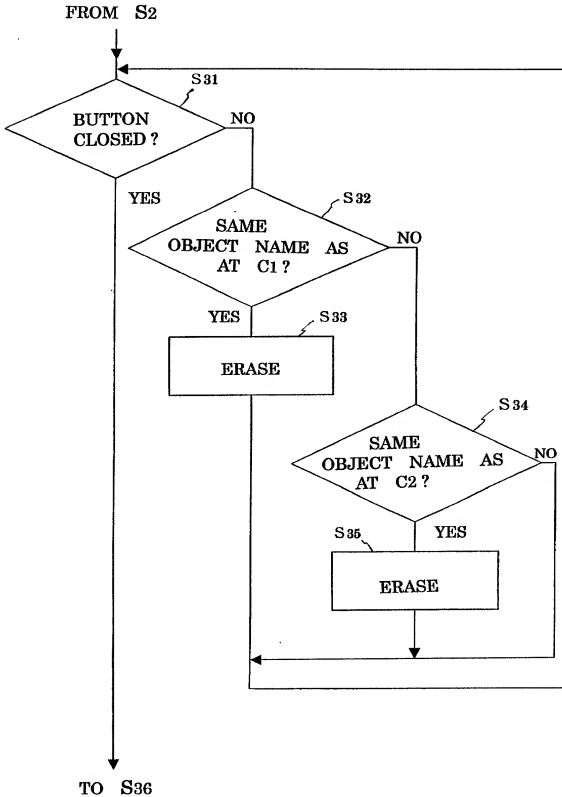 FROM S2
S31
BUTTON
CLOSED ?
NO
YES
S32
SAME
OBJECT NAME AS
AT C1 ?
NO
YES
S33
ERASE
S34
SAME
OBJECT NAME AS
AT C2 ?
NO
YES
S35
ERASE
TO S36